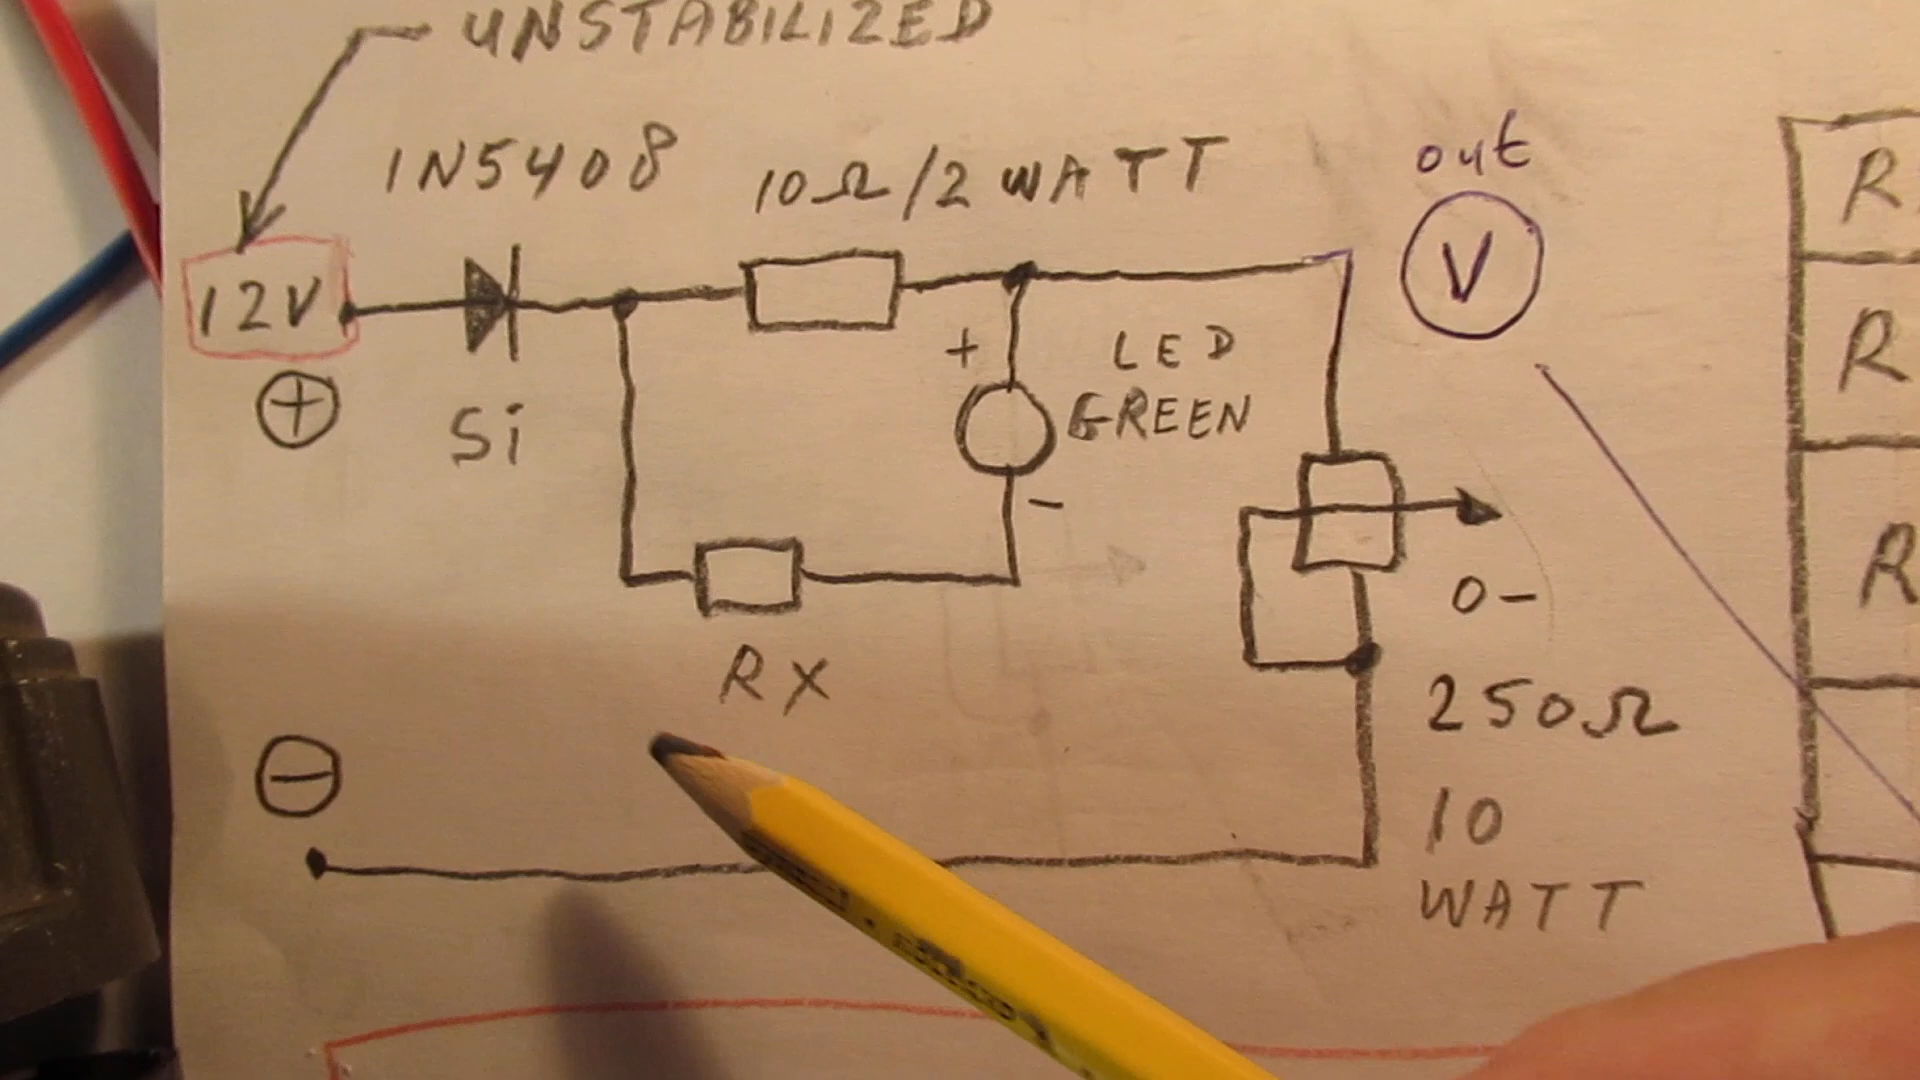 UNSTABILIZED
1N5408
10Ω/2 WATT
out
V
12V
+
Si
+
LED
GREEN
-
RX
0-
250Ω
10
WATT
-
R
R
R